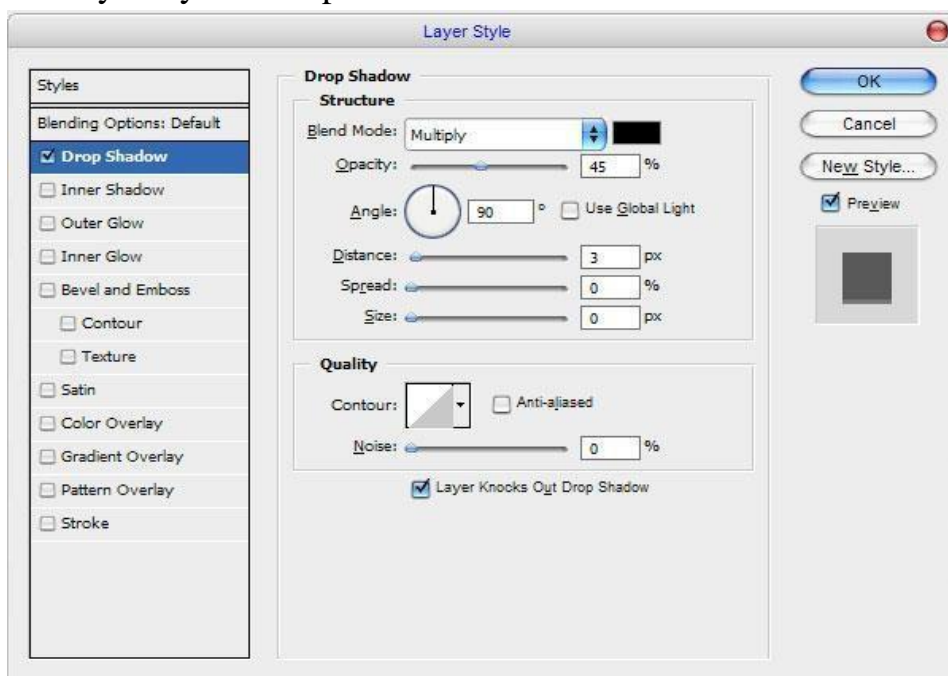 Layer Style
Styles
Blending Options: Default
Drop Shadow
Inner Shadow
Outer Glow
Inner Glow
Bevel and Emboss
Contour
Texture
Satin
Color Overlay
Gradient Overlay
Pattern Overlay
Stroke
Drop Shadow
Structure
Blend Mode: Multiply
Opacity: 45 %
Angle: 90 ° Use Global Light
Distance: 3 px
Spread: 0 %
Size: 0 px
Quality
Contour: Anti-aliased
Noise: 0 %
Layer Knocks Out Drop Shadow
OK
Cancel
New Style...
Preview